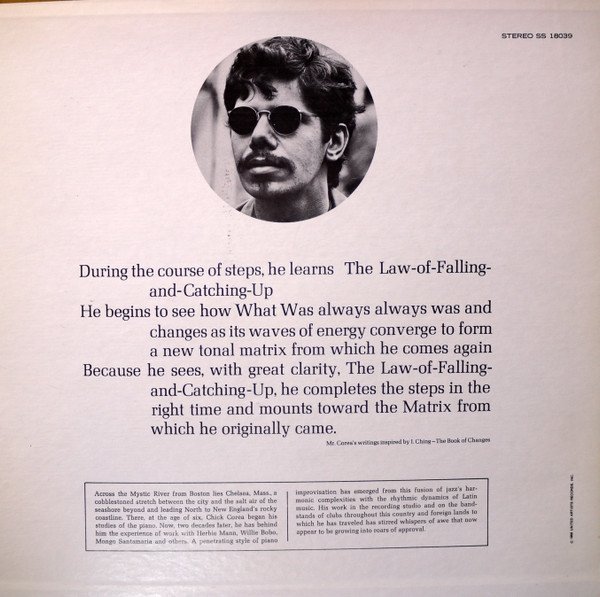 STEREO SS 18039
During the course of steps, he learns The Law-of-Falling-
and-Catching-Up
He begins to see how What Was always always was and
changes as its waves of energy converge to form
a new tonal matrix from which he comes again
Because he sees, with great clarity, The Law-of-Falling-
and-Catching-Up, he completes the steps in the
right time and mounts toward the Matrix from
which he originally came.
Mr. Corea's writings inspired by I. Ching–The Book of Changes
Across the Mystic River from Boston lies Chelsea, Mass., a
cobblestoned stretch between the city and the salt air of the
seashore beyond and leading North to New England's rocky
coastline. There, at the age of six, Chick Corea began his
studies of the piano. Now, two decades later, he has behind
him the experience of work with Herbie Mann, Willie Bobo,
Mongo Santamaria and others. A penetrating style of piano
improvisation has emerged from this fusion of jazz's har-
monic complexities with the rhythmic dynamics of Latin
music. His work in the recording studio and on the band-
stands of clubs throughout this country and foreign lands to
which he has traveled has stirred whispers of awe that now
appear to be growing into roars of approval.
UNITED ARTISTS RECORDS, INC.